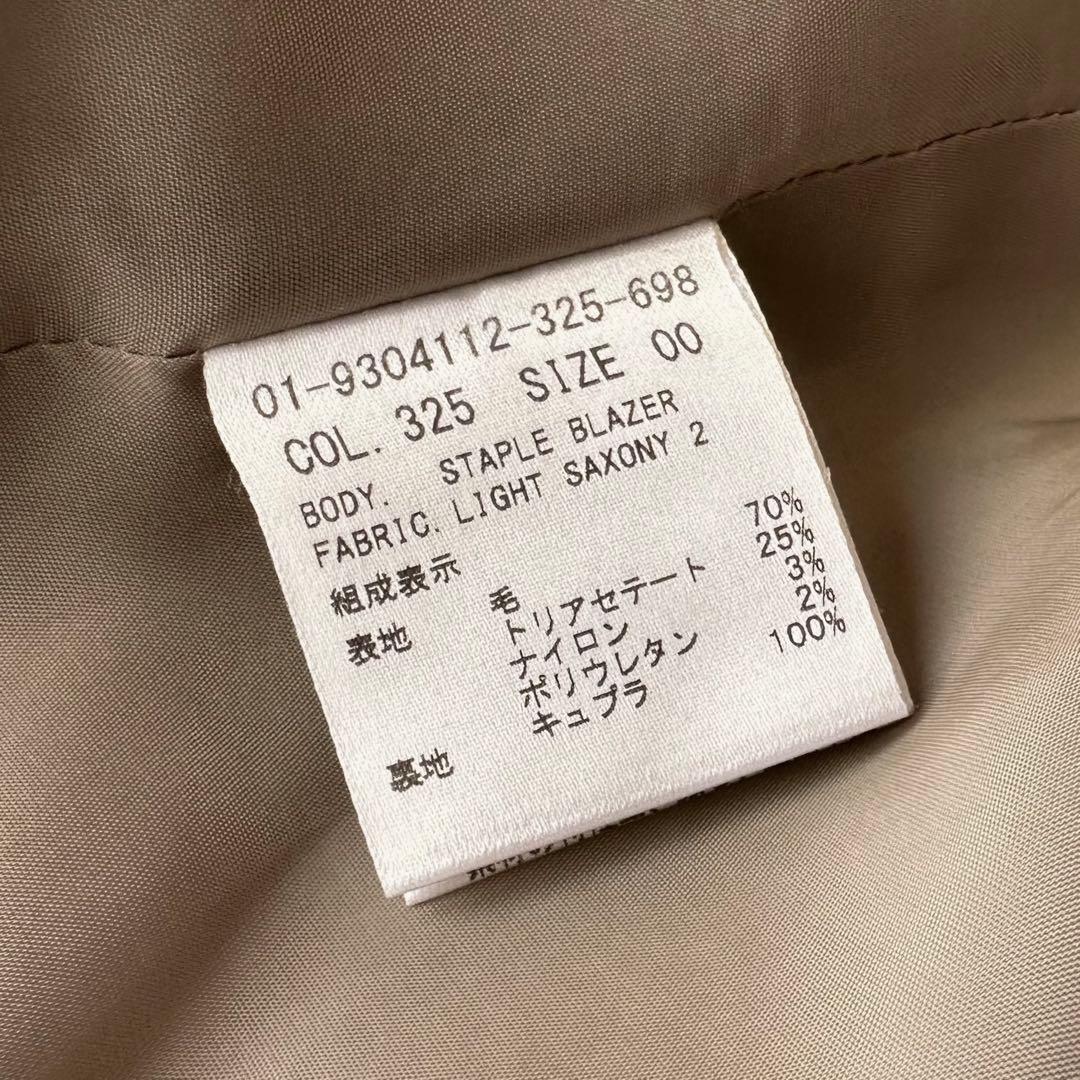 01-9304112-325-698
COL. 325 SIZE 00
BODY. STAPLE BLAZER
FABRIC. LIGHT SAXONY 2
組成表示
表地 毛 70%
トリアセテート 25%
ナイロン 3%
ポリウレタン 2%
裏地 キュプラ 100%